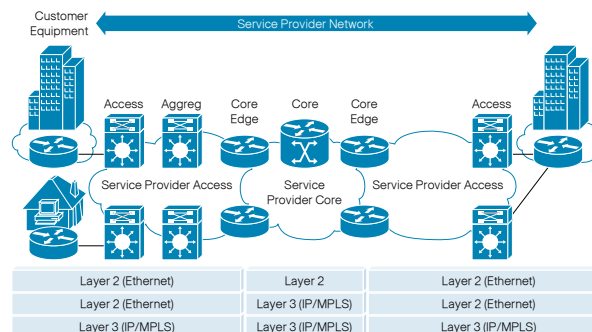 Customer
Equipment
Service Provider Network
Access
Aggreg
Core
Edge
Core
Core
Edge
Access
Service Provider Access
Service
Provider Core
Service Provider Access
Layer 2 (Ethernet)
Layer 2
Layer 2 (Ethernet)
Layer 2 (Ethernet)
Layer 3 (IP/MPLS)
Layer 2 (Ethernet)
Layer 3 (IP/MPLS)
Layer 3 (IP/MPLS)
Layer 3 (IP/MPLS)